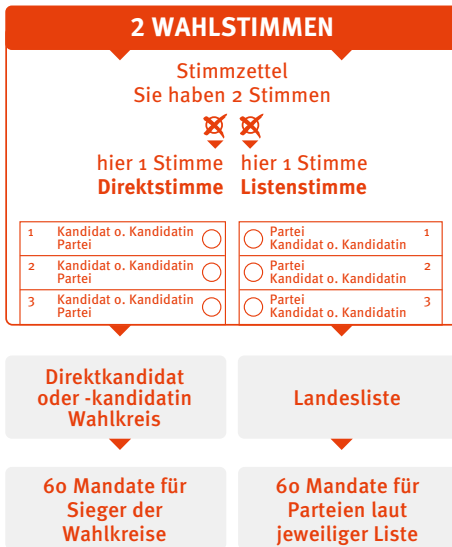 2 WAHLSTIMMEN
Stimmzettel
Sie haben 2 Stimmen
hier 1 Stimme
Direktstimme
hier 1 Stimme
Listenstimme
1 Kandidat o. Kandidatin
Partei
2 Kandidat o. Kandidatin
Partei
3 Kandidat o. Kandidatin
Partei
Partei 1
Kandidat o. Kandidatin
Partei 2
Kandidat o. Kandidatin
Partei 3
Kandidat o. Kandidatin
Direktkandidat
oder -kandidatin
Wahlkreis
Landesliste
60 Mandate für
Sieger der
Wahlkreise
60 Mandate für
Parteien laut
jeweiliger Liste